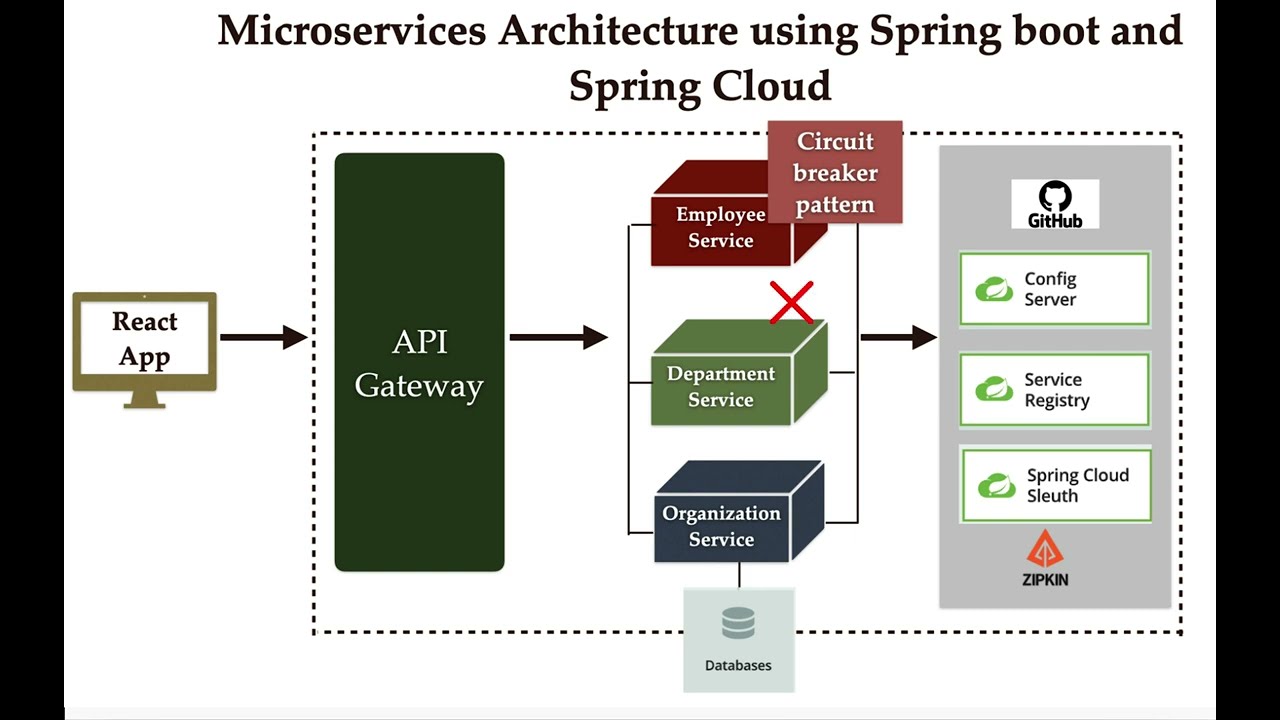 Microservices Architecture using Spring boot and
Spring Cloud
React
App
API
Gateway
Employee
Service
Circuit
breaker
pattern
Department
Service
Organization
Service
Databases
GitHub
Config
Server
Service
Registry
Spring Cloud
Sleuth
ZIPKIN